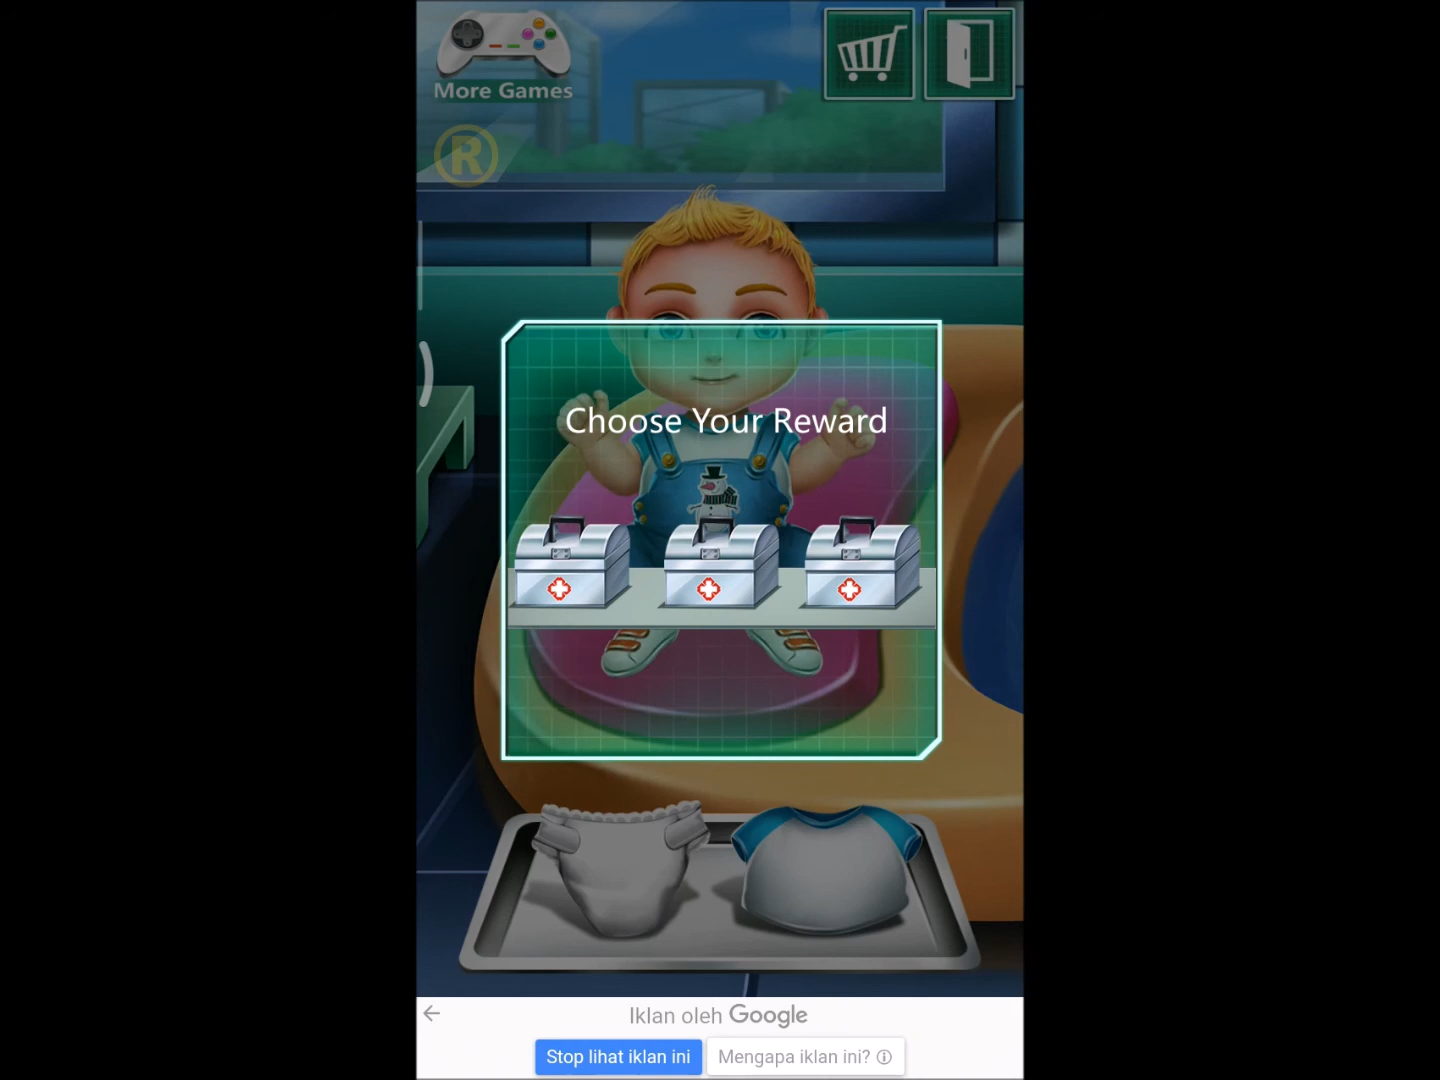 More Games
®
Choose Your Reward
Iklan oleh Google
Stop lihat iklan ini
Mengapa iklan ini?